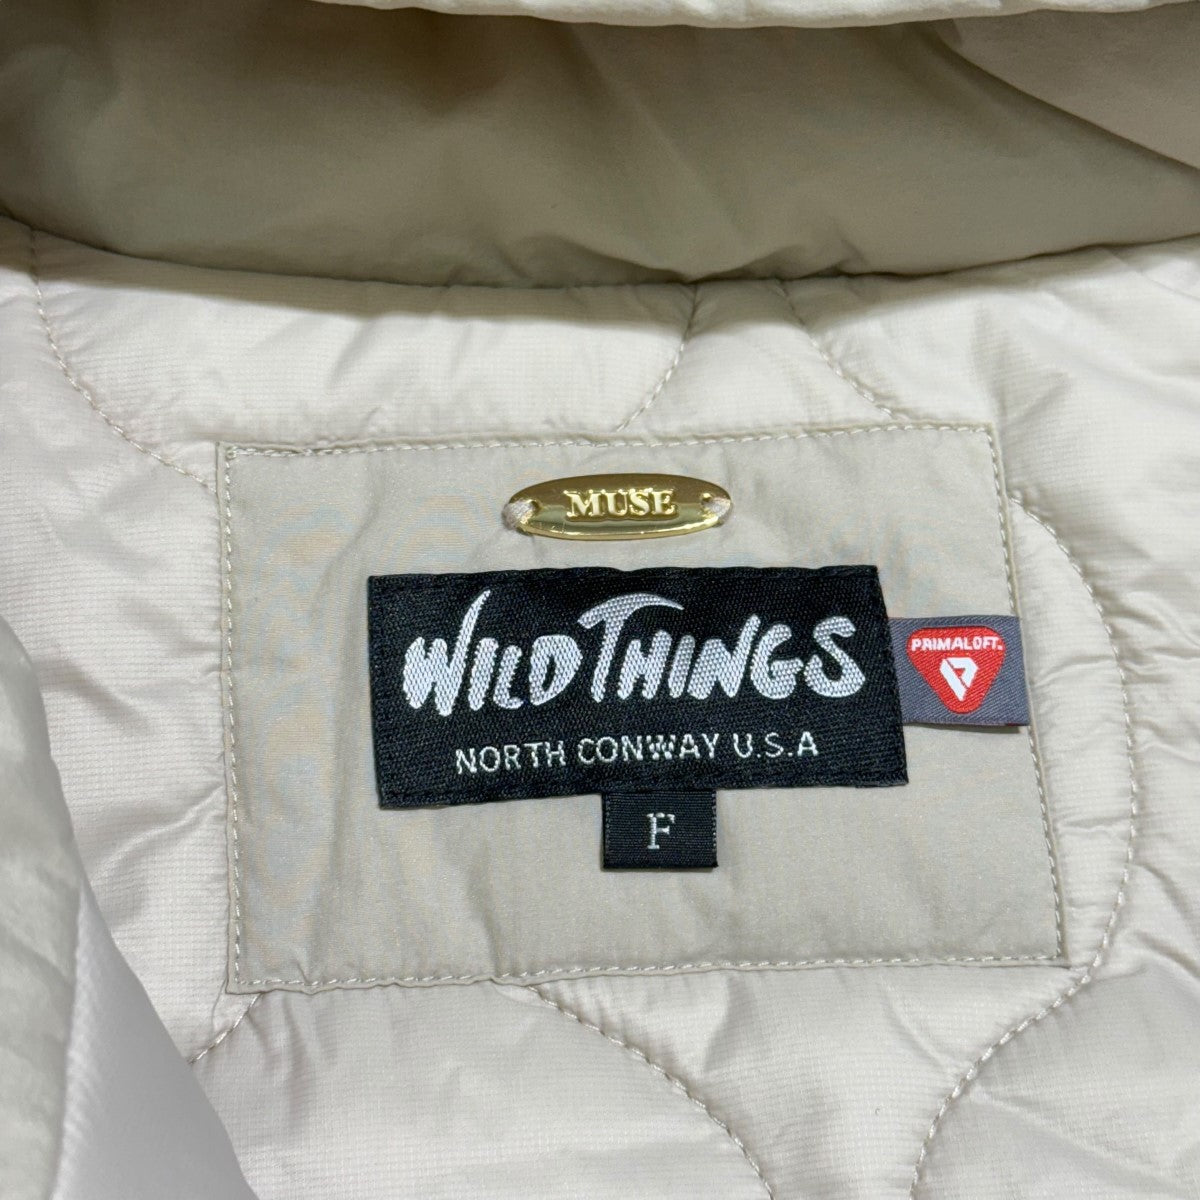 MUSE
WILDTHINGS
NORTH CONWAY U.S.A
PRIMALOFT
F